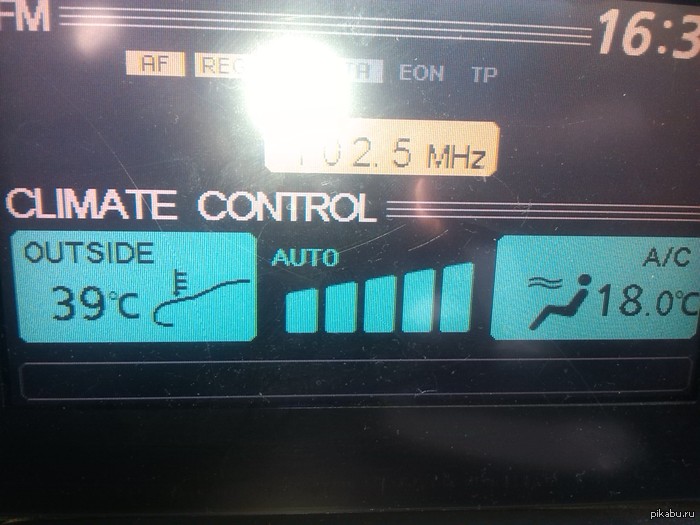 FM
16:3
AF EON TP
02.5 MHz
CLIMATE CONTROL
OUTSIDE
AUTO
A/C
39°C
18.0°C
pikabu.ru